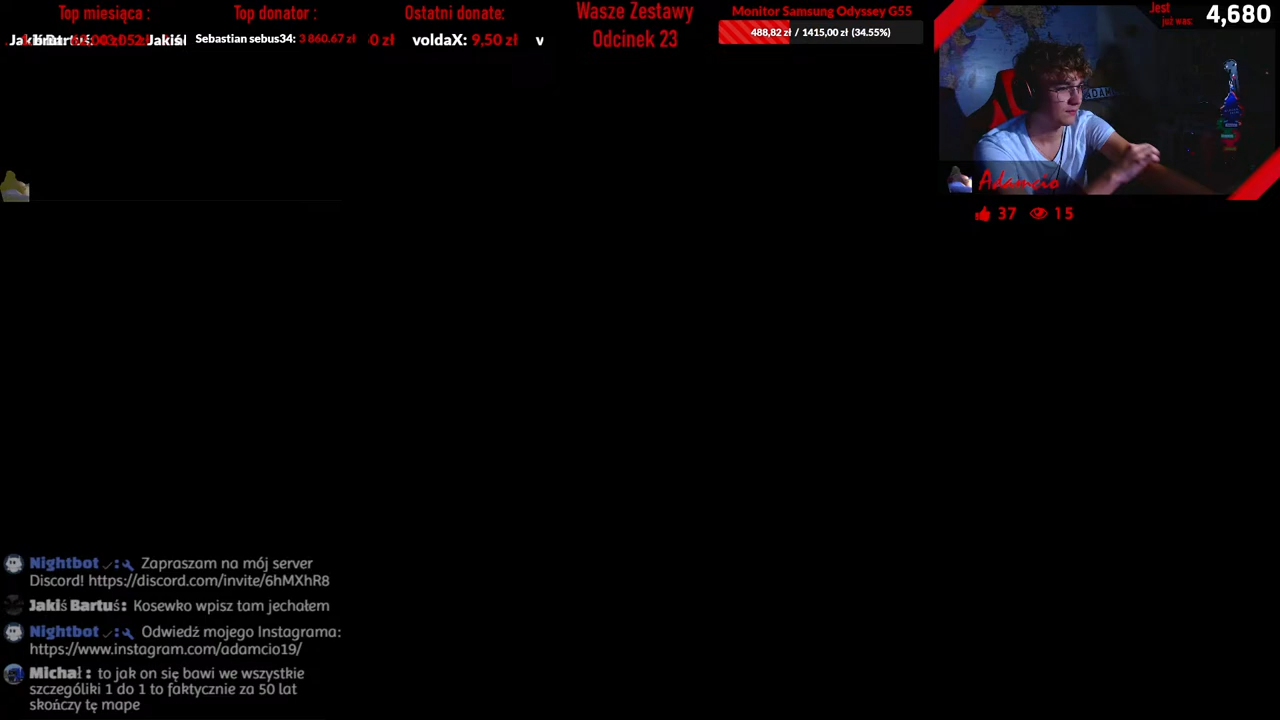 Top miesiąca :
Top donator :
Ostatni donate:
Wasze Zestawy
Odcinek 23
Monitor Samsung Odyssey G55
488,82 zł / 1415,00 zł (34.55%)
Jest
już was:
4,680
Sebastian sebus34: 3 860.67 zł
0 zł
voldaX: 9,50 zł
ADAM
Adamcio
37
15
Nightbot : Zapraszam na mój server
Discord! https://discord.com/invite/6hMXhR8
Jakiś Bartuś: Kosewko wpisz tam jechałem
Nightbot : Odwiedź mojego Instagrama:
https://www.instagram.com/adamcio19/
Michał : to jak on się bawi we wszystkie
szczególiki 1 do 1 to faktycznie za 50 lat
skończy tę mape